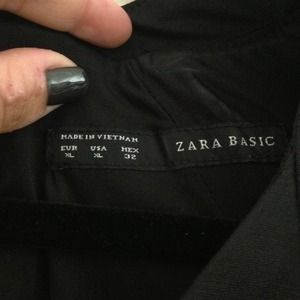 MADE IN VIETNAM
EUR USA MEX
XL XL 32
ZARA BASIC